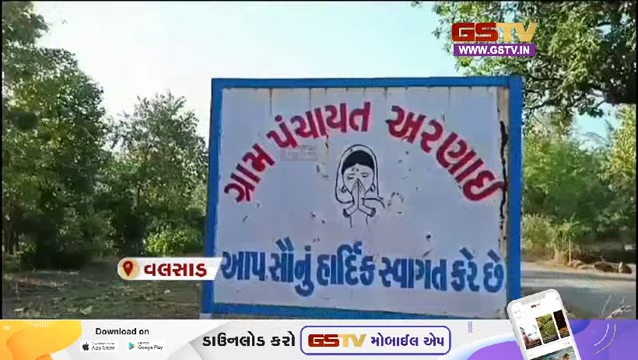 GSTV
WWW.GSTV.IN
ગ્રામ પંચાયત અરણાઈ
આપ સૌનું હાર્દિક સ્વાગત કરે છે
વલસાડ
Download on
App Store
Google Play
ડાઉનલોડ કરો GSTV મોબાઈલ એપ